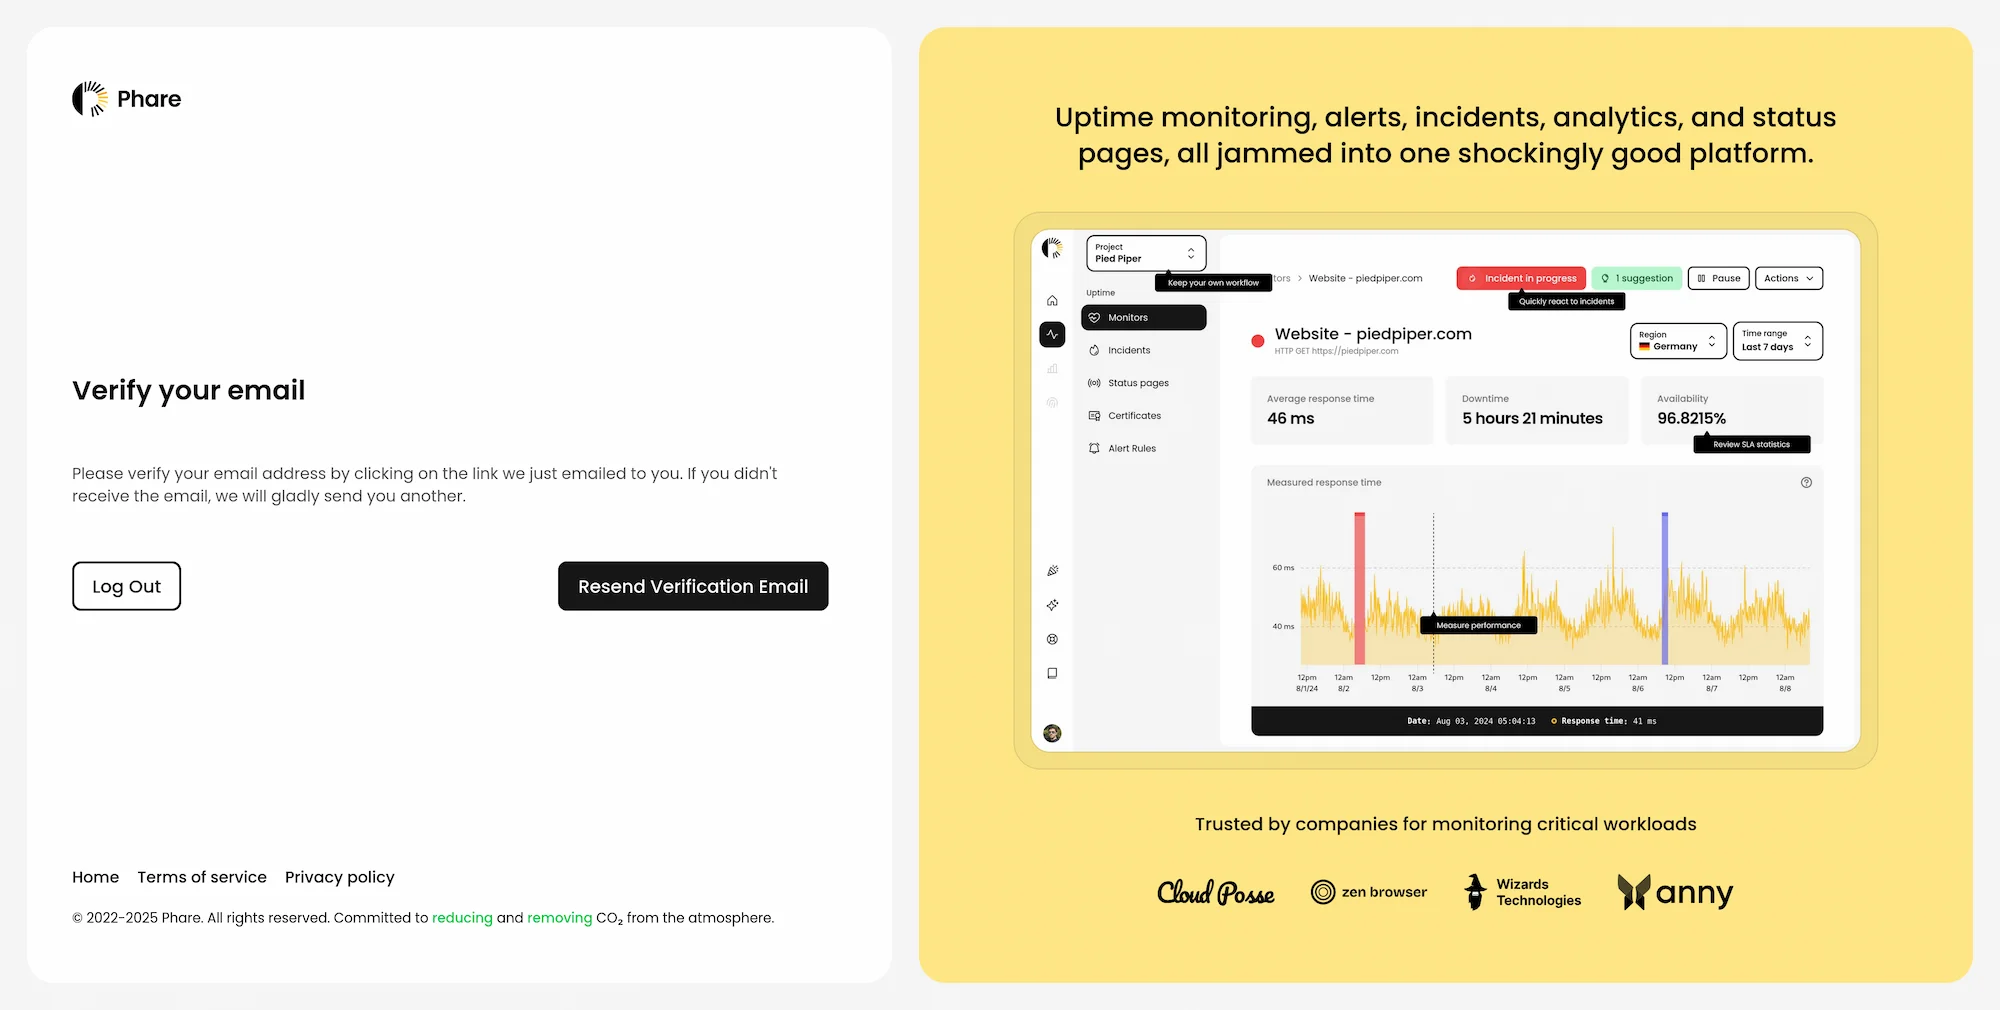 Phare
Verify your email
Please verify your email address by clicking on the link we just emailed to you. If you didn't
receive the email, we will gladly send you another.
Log Out
Resend Verification Email
Home Terms of service Privacy policy
© 2022-2025 Phare. All rights reserved. Committed to reducing and removing CO₂ from the atmosphere.
Uptime monitoring, alerts, incidents, analytics, and status
pages, all jammed into one shockingly good platform.
Project
Pied Piper
Keep your own workflow
Uptime
Monitors
Incidents
Status pages
Certificates
Alert Rules
tors > Website - piedpiper.com
Incident in progress
1 suggestion
Pause
Actions
Quickly react to incidents
Website - piedpiper.com
HTTP GET https://piedpiper.com
Region
Germany
Time range
Last 7 days
Average response time
46 ms
Downtime
5 hours 21 minutes
Availability
96.8215%
Review SLA statistics
Measured response time
60 ms
40 ms
Measure performance
12pm 12am 12pm 12am 12pm 12am 12pm 12am 12pm 12am 12pm 12am 12pm 12am
8/1/24 8/2 8/3 8/4 8/5 8/6 8/7 8/8
Date: Aug 03, 2024 05:04:13 Response time: 41 ms
Trusted by companies for monitoring critical workloads
Cloud Posse
zen browser
Wizards
Technologies
anny